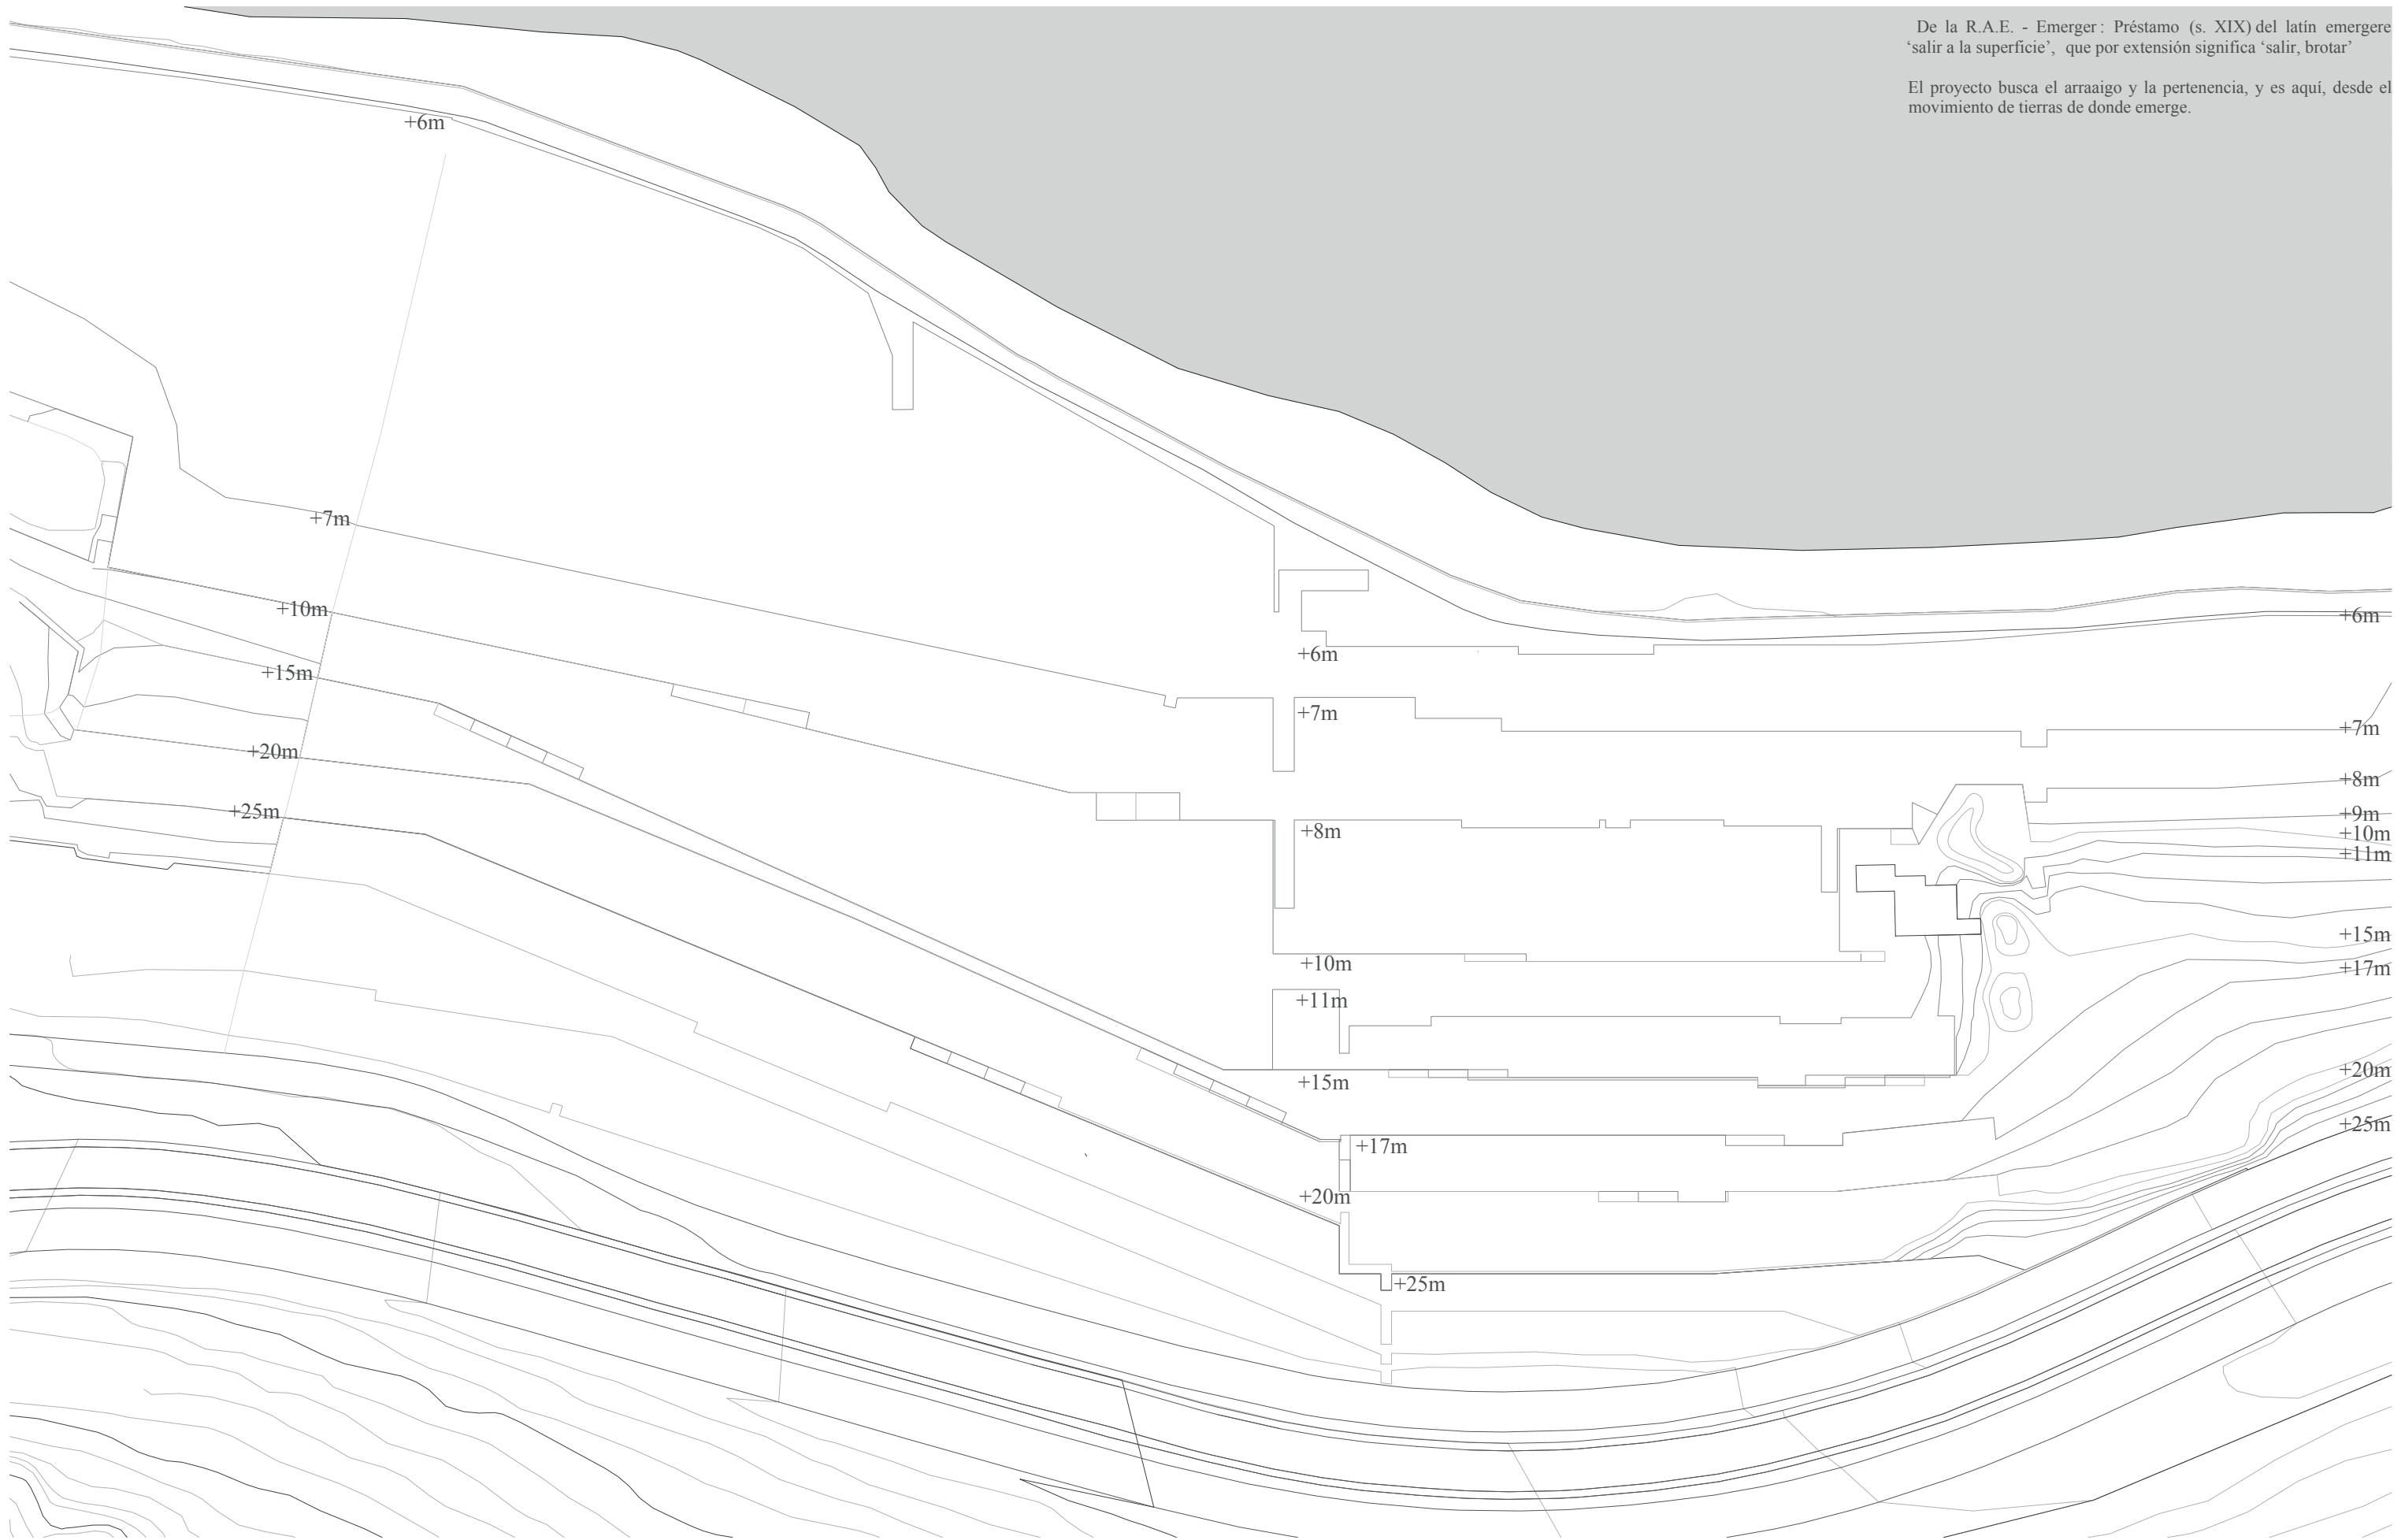 De la R.A.E. - Emerger : Préstamo (s. XIX) del latín emergere
‘salir a la superficie’, que por extensión significa ‘salir, brotar’
El proyecto busca el arraaigo y la pertenencia, y es aquí, desde el
movimiento de tierras de donde emerge.
+6m
+7m
+10m
+15m
+20m
+25m
+6m
+7m
+8m
+10m
+11m
+15m
+17m
+20m
+25m
+6m
+7m
+8m
+9m
+10m
+11m
+15m
+17m
+20m
+25m